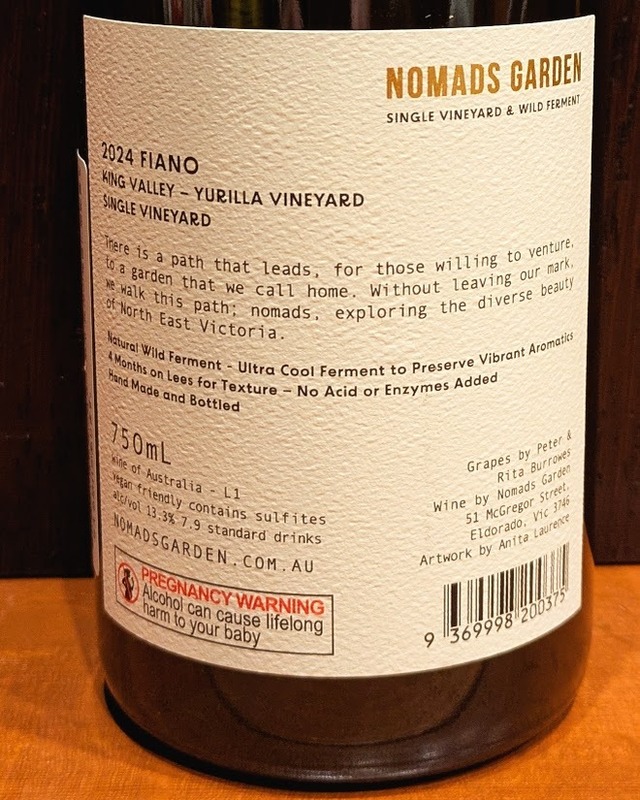 NOMADS GARDEN
SINGLE VINEYARD & WILD FERMENT
2024 FIANO
KING VALLEY – YURILLA VINEYARD
SINGLE VINEYARD
There is a path that leads, for those willing to venture,
to a garden that we call home. Without leaving our mark,
we walk this path; nomads, exploring the diverse beauty
of North East Victoria.
Natural Wild Ferment - Ultra Cool Ferment to Preserve Vibrant Aromatics
4 Months on Lees for Texture – No Acid or Enzymes Added
Hand Made and Bottled
750mL
Wine of Australia - L1
Vegan friendly contains sulfites
alc/vol 13.3% 7.9 standard drinks
NOMADSGARDEN.COM.AU
PREGNANCY WARNING
Alcohol can cause lifelong
harm to your baby
Grapes by Peter &
Rita Burrowes
Wine by Nomads Garden
51 McGregor Street,
Eldorado, Vic 3746
Artwork by Anita Laurence
9 369998 200375